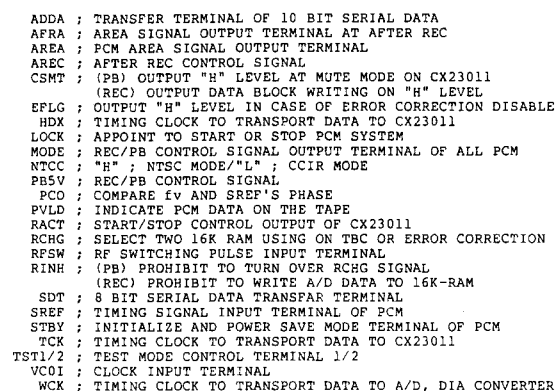 ADDA ; TRANSFER TERMINAL OF 10 BIT SERIAL DATA
AFRA ; AREA SIGNAL OUTPUT TERMINAL AT AFTER REC
AREA ; PCM AREA SIGNAL OUTPUT TERMINAL
AREC ; AFTER REC CONTROL SIGNAL
CSMT ; (PB) OUTPUT "H" LEVEL AT MUTE MODE ON CX23011
(REC) OUTPUT DATA BLOCK WRITING ON "H" LEVEL
EFLG ; OUTPUT "H" LEVEL IN CASE OF ERROR CORRECTION DISABLE
HDX ; TIMING CLOCK TO TRANSPORT DATA TO CX23011
LOCK ; APPOINT TO START OR STOP PCM SYSTEM
MODE ; REC/PB CONTROL SIGNAL OUTPUT TERMINAL OF ALL PCM
NTCC ; "H" ; NTSC MODE/"L" ; CCIR MODE
PB5V ; REC/PB CONTROL SIGNAL
PCO ; COMPARE fv AND SREF'S PHASE
PVLD ; INDICATE PCM DATA ON THE TAPE
RACT ; START/STOP CONTROL OUTPUT OF CX23011
RCHG ; SELECT TWO 16K RAM USING ON TBC OR ERROR CORRECTION
RFSW ; RF SWITCHING PULSE INPUT TERMINAL
RINH ; (PB) PROHIBIT TO TURN OVER RCHG SIGNAL
(REC) PROHIBIT TO WRITE A/D DATA TO 16K-RAM
SDT ; 8 BIT SERIAL DATA TRANSFAR TERMINAL
SREF ; TIMING SIGNAL INPUT TERMINAL OF PCM
STBY ; INITIALIZE AND POWER SAVE MODE TERMINAL OF PCM
TCK ; TIMING CLOCK TO TRANSPORT DATA TO CX23011
TST1/2 ; TEST MODE CONTROL TERMINAL 1/2
VCOI ; CLOCK INPUT TERMINAL
WCK ; TIMING CLOCK TO TRANSPORT DATA TO A/D, DIA CONVERTER